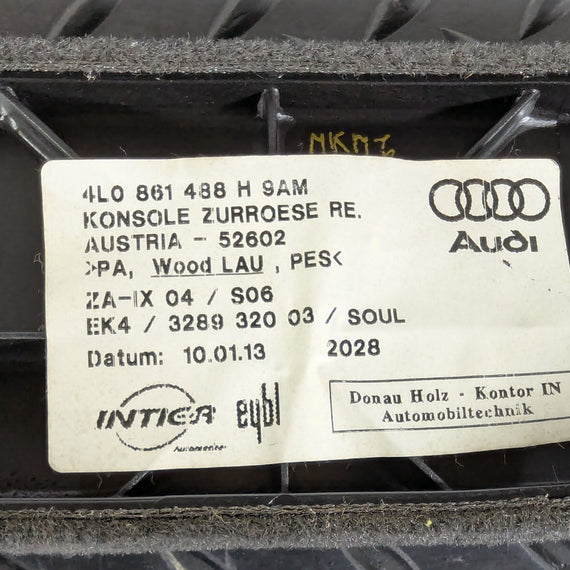 4L0 861 488 H 9AM
KONSOLE ZURROESE RE.
AUSTRIA - 52602
>PA, Wood LAU , PES<
ZA-IX 04 / S06
EK4 / 3289 320 03 / SOUL
Datum: 10.01.13 2028
Audi
INTIER
Automotive
eybl
Donau Holz - Kontor IN
Automobiltechnik